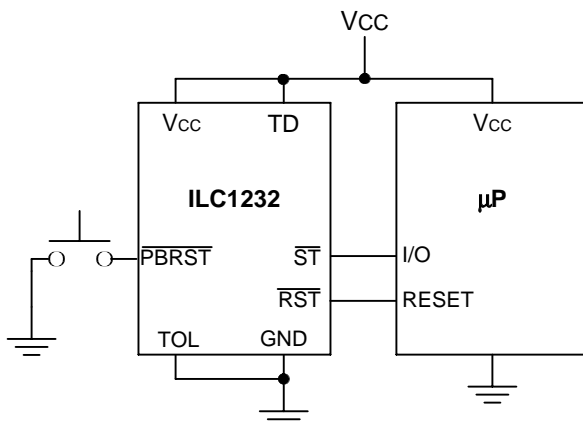 VCC
VCC TD VCC
ILC1232 μP
PBRST ST I/O
RST RESET
TOL GND